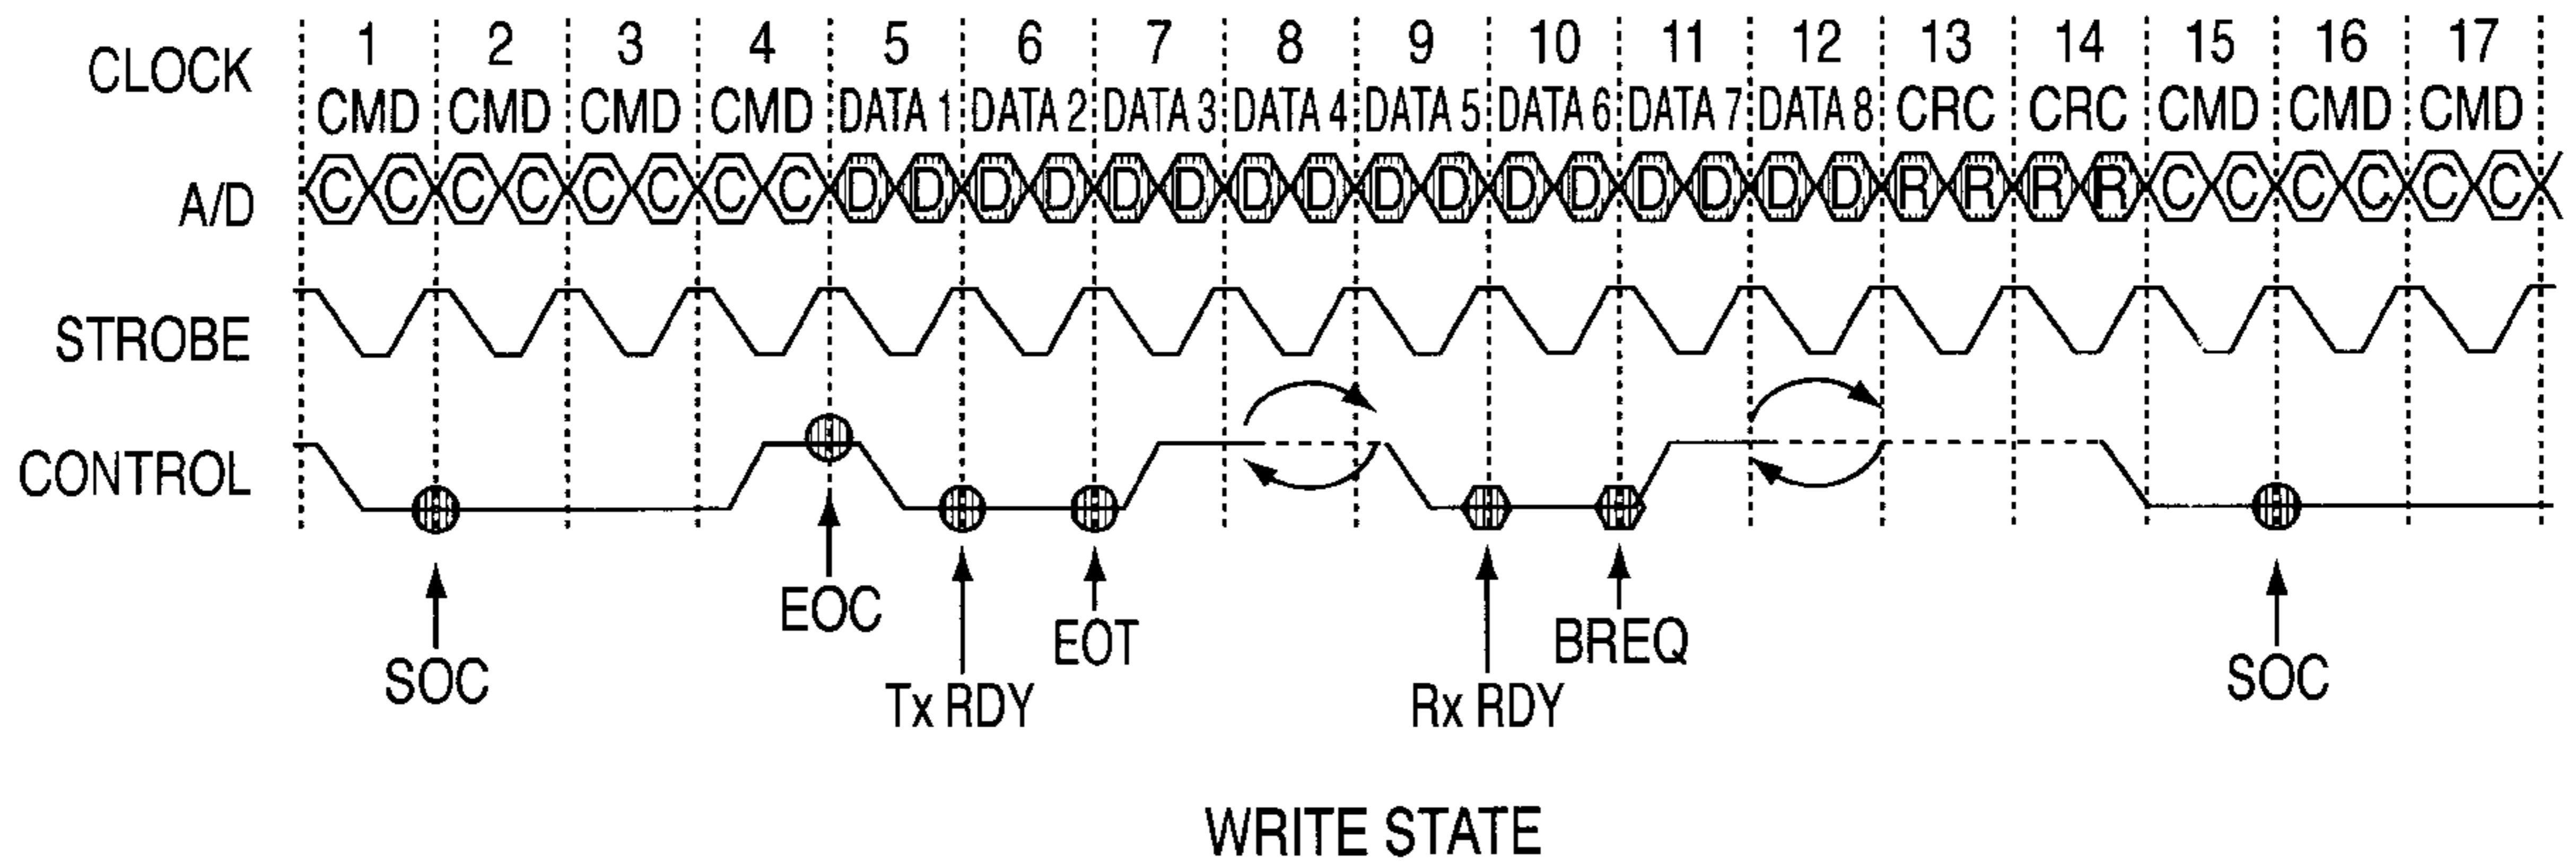 CLOCK 1 2 3 4 5 6 7 8 9 10 11 12 13 14 15 16 17
CMD CMD CMD CMD DATA 1 DATA 2 DATA 3 DATA 4 DATA 5 DATA 6 DATA 7 DATA 8 CRC CRC CMD CMD CMD
A/D C C C C C C C C D D D D D D D D D D D D D D D D R R R R C C C C C C
STROBE
CONTROL
EOC
EOT BREQ
SOC Tx RDY Rx RDY SOC
WRITE STATE